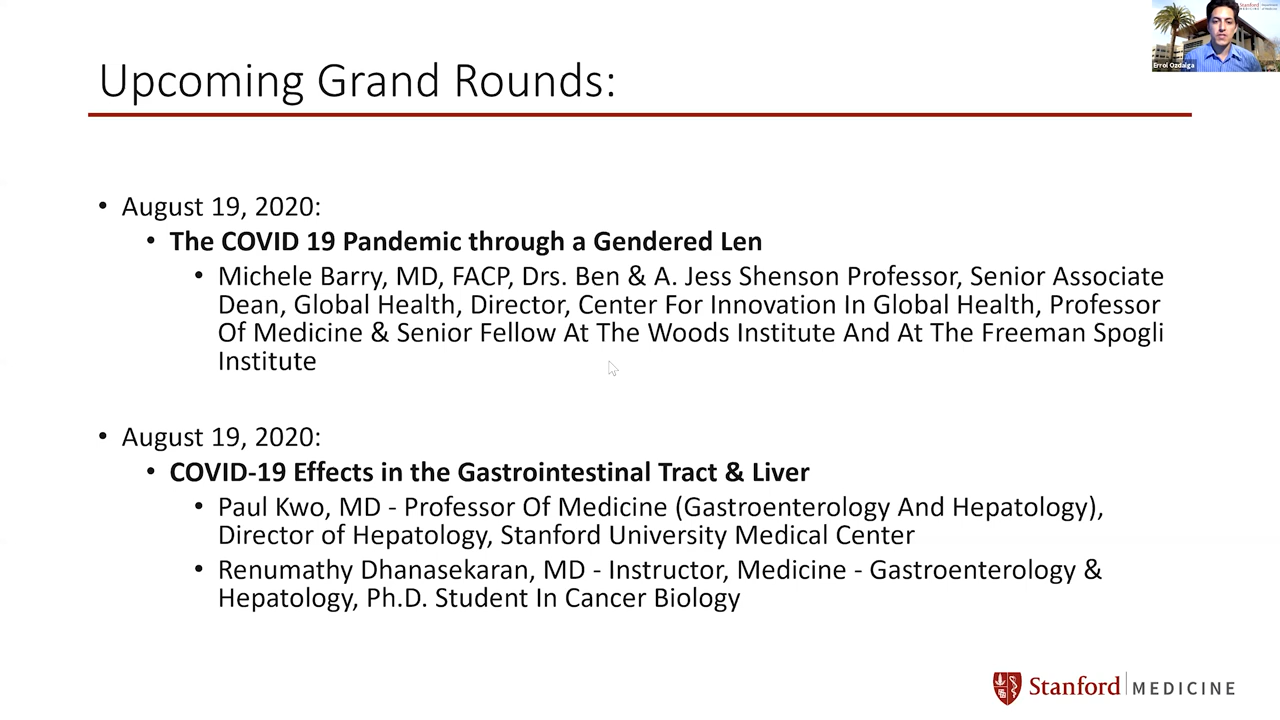 Upcoming Grand Rounds:
Errol Ozdalga
• August 19, 2020:
• The COVID 19 Pandemic through a Gendered Len
• Michele Barry, MD, FACP, Drs. Ben & A. Jess Shenson Professor, Senior Associate
Dean, Global Health, Director, Center For Innovation In Global Health, Professor
Of Medicine & Senior Fellow At The Woods Institute And At The Freeman Spogli
Institute
• August 19, 2020:
• COVID-19 Effects in the Gastrointestinal Tract & Liver
• Paul Kwo, MD - Professor Of Medicine (Gastroenterology And Hepatology),
Director of Hepatology, Stanford University Medical Center
• Renumathy Dhanasekaran, MD - Instructor, Medicine - Gastroenterology &
Hepatology, Ph.D. Student In Cancer Biology
Stanford MEDICINE